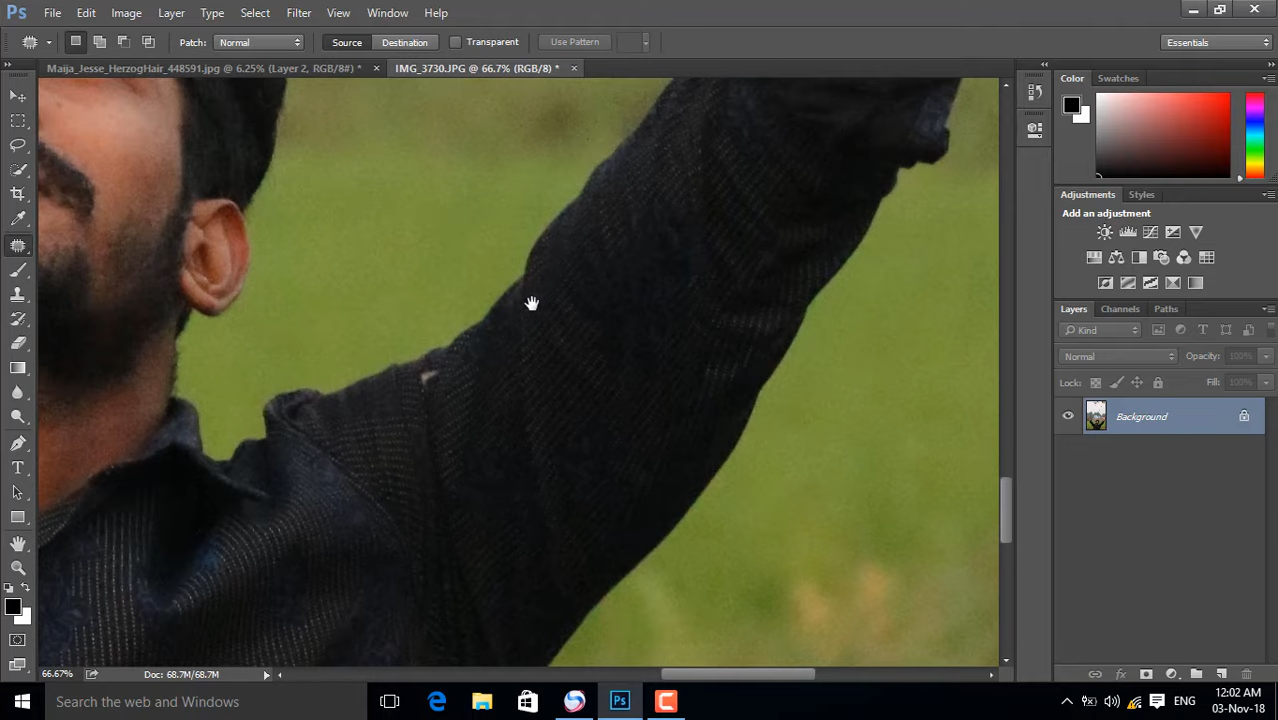 Ps File Edit Image Layer Type Select Filter 3D View Window Help
Patch: Normal Source Destination Transparent Use Pattern Essentials
Maija_Jesse_HerzogHair_448591.jpg @ 6.25% (Layer 2, RGB/8#) * × IMG_3730.JPG @ 66.7% (RGB/8) * ×
Color Swatches
Adjustments Styles
Add an adjustment
Layers Channels Paths
Kind
Normal Opacity: 100%
Lock: Fill: 100%
Background
66.67% Doc: 68.7M/68.7M
Search the web and Windows
Ps
ENG
12:02 AM
03-Nov-18